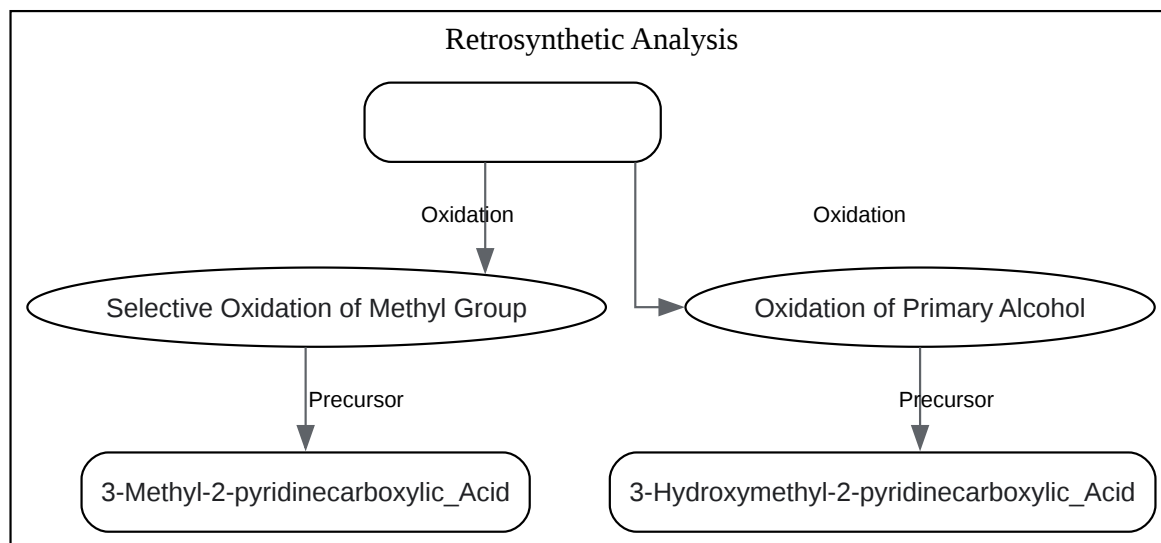 Retrosynthetic Analysis
Oxidation
Oxidation
Selective Oxidation of Methyl Group
Oxidation of Primary Alcohol
Precursor
Precursor
3-Methyl-2-pyridinecarboxylic_Acid
3-Hydroxymethyl-2-pyridinecarboxylic_Acid